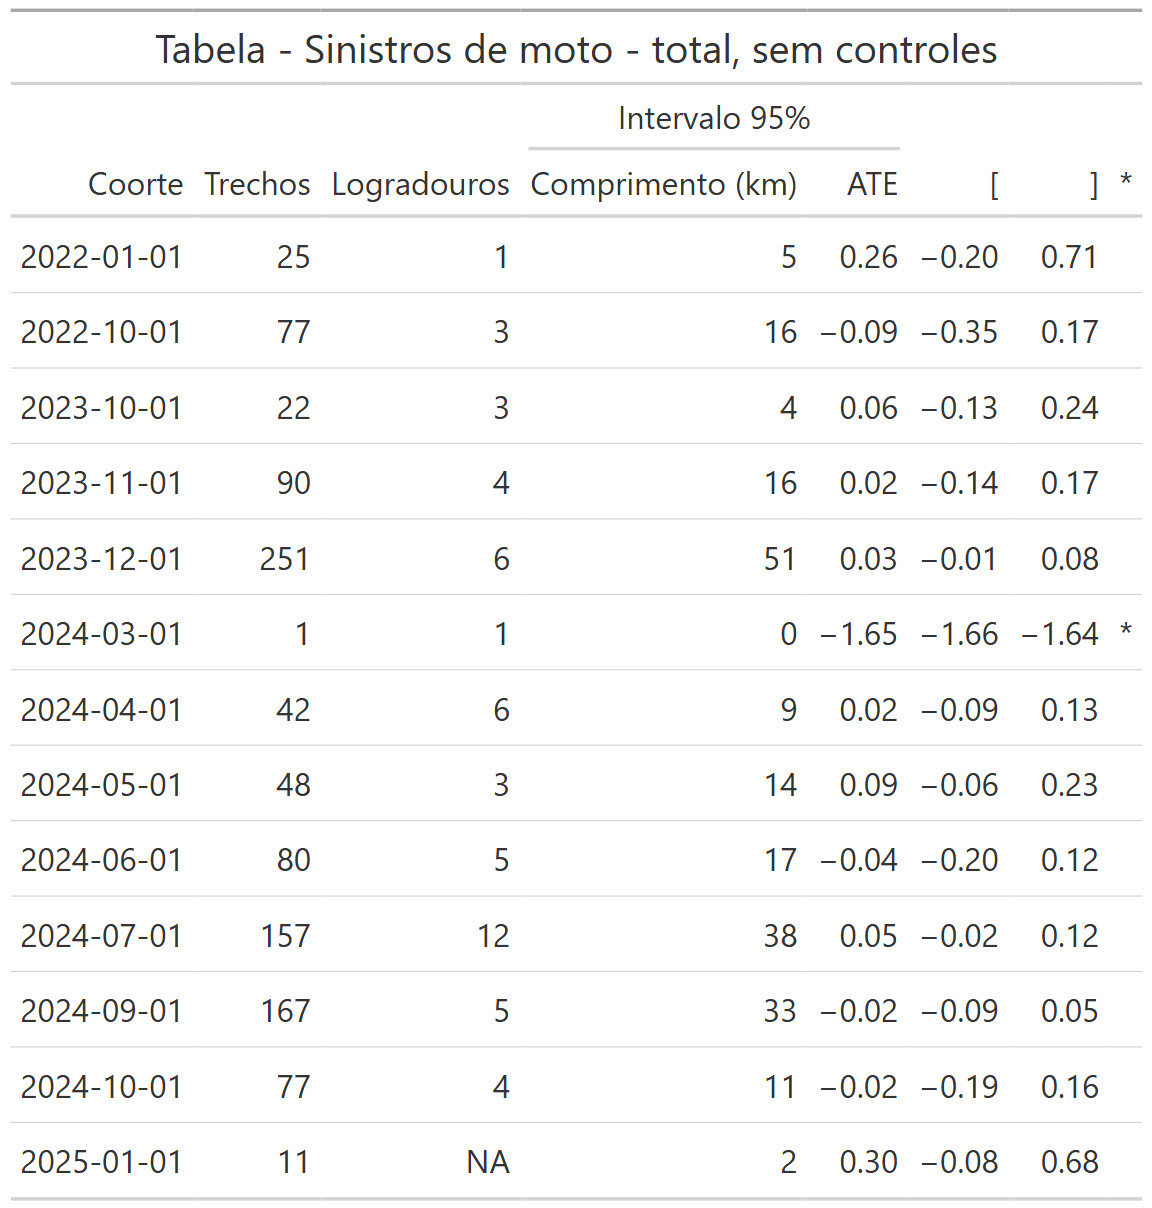 Tabela - Sinistros de moto - total, sem controles
Intervalo 95%
Coorte Trechos Logradouros Comprimento (km) ATE [ ] *
2022-01-01 25 1 5 0.26 −0.20 0.71
2022-10-01 77 3 16 −0.09 −0.35 0.17
2023-10-01 22 3 4 0.06 −0.13 0.24
2023-11-01 90 4 16 0.02 −0.14 0.17
2023-12-01 251 6 51 0.03 −0.01 0.08
2024-03-01 1 1 0 −1.65 −1.66 −1.64 *
2024-04-01 42 6 9 0.02 −0.09 0.13
2024-05-01 48 3 14 0.09 −0.06 0.23
2024-06-01 80 5 17 −0.04 −0.20 0.12
2024-07-01 157 12 38 0.05 −0.02 0.12
2024-09-01 167 5 33 −0.02 −0.09 0.05
2024-10-01 77 4 11 −0.02 −0.19 0.16
2025-01-01 11 NA 2 0.30 −0.08 0.68